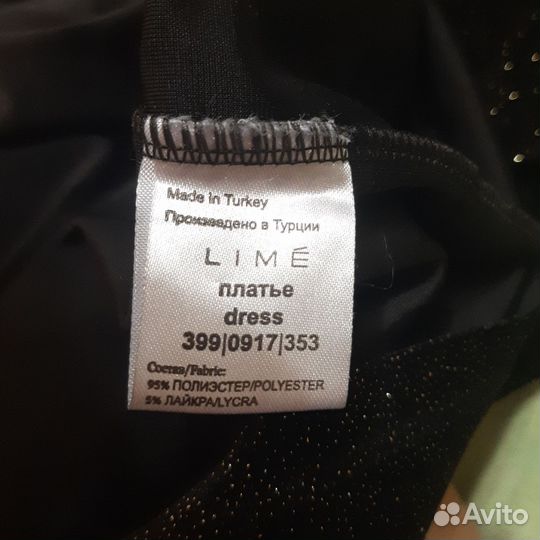 Made in Turkey
Произведено в Турции
LIMÉ
платье
dress
399|0917|353
Состав/Fabric:
95% ПОЛИЭСТЕР/POLYESTER
5% ЛАЙКРА/LYCRA
Avito